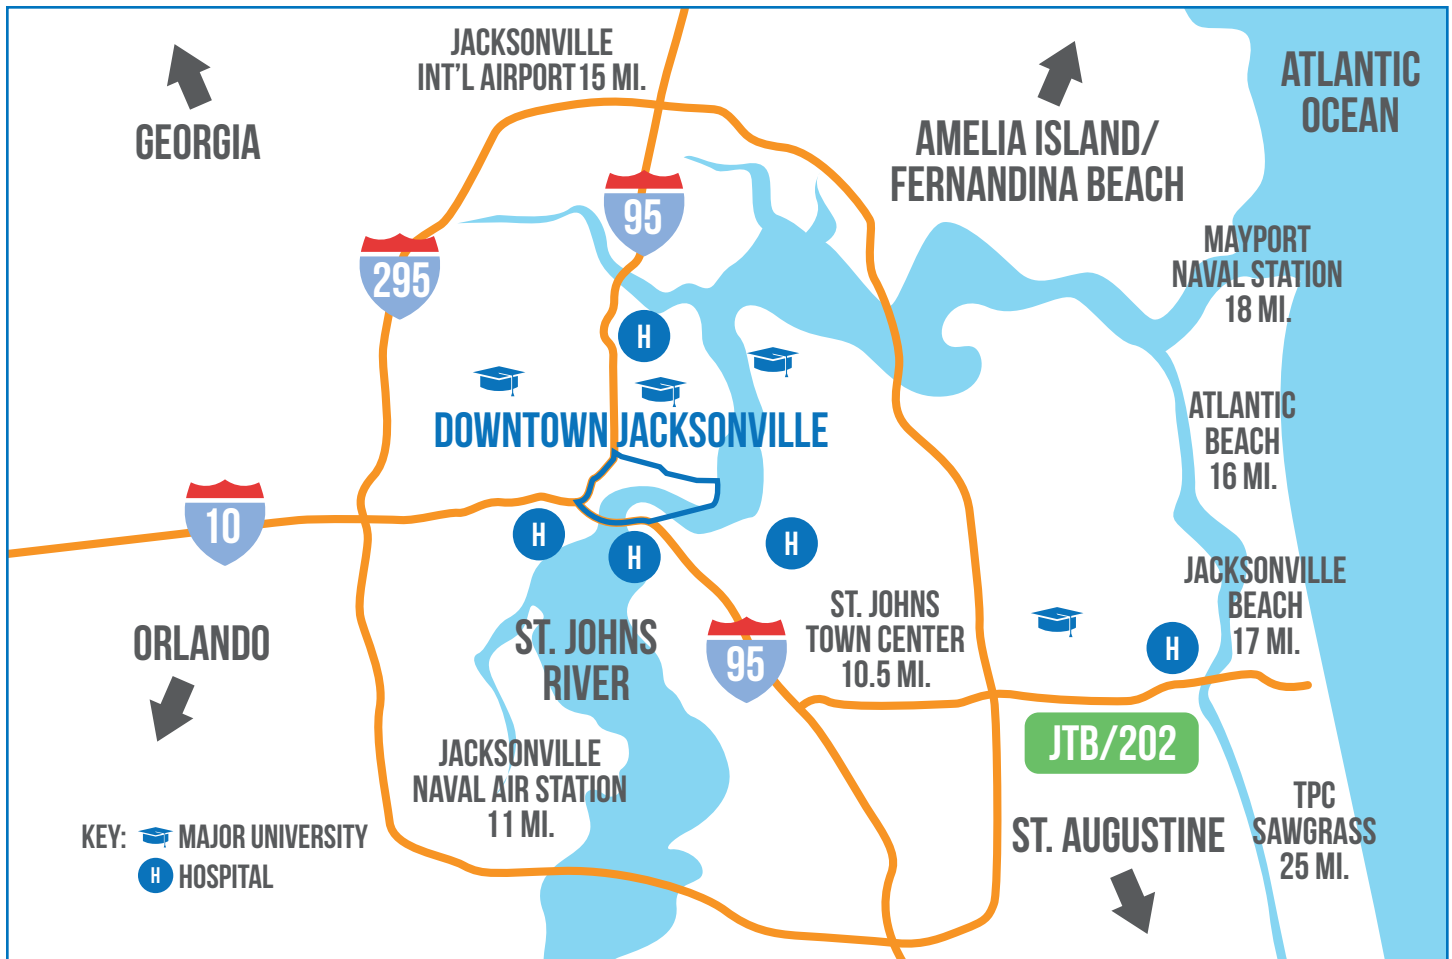 JACKSONVILLE
INT'L AIRPORT 15 MI.
ATLANTIC
OCEAN
GEORGIA
AMELIA ISLAND/
FERNANDINA BEACH
95
MAYPORT
NAVAL STATION
18 MI.
295
H
DOWNTOWN JACKSONVILLE
ATLANTIC
BEACH
16 MI.
10
H
H
H
JACKSONVILLE
BEACH
17 MI.
ST. JOHNS
TOWN CENTER
10.5 MI.
H
ORLANDO
ST. JOHNS
RIVER
95
JTB/202
JACKSONVILLE
NAVAL AIR STATION
11 MI.
TPC
SAWGRASS
25 MI.
ST. AUGUSTINE
KEY: MAJOR UNIVERSITY
H HOSPITAL